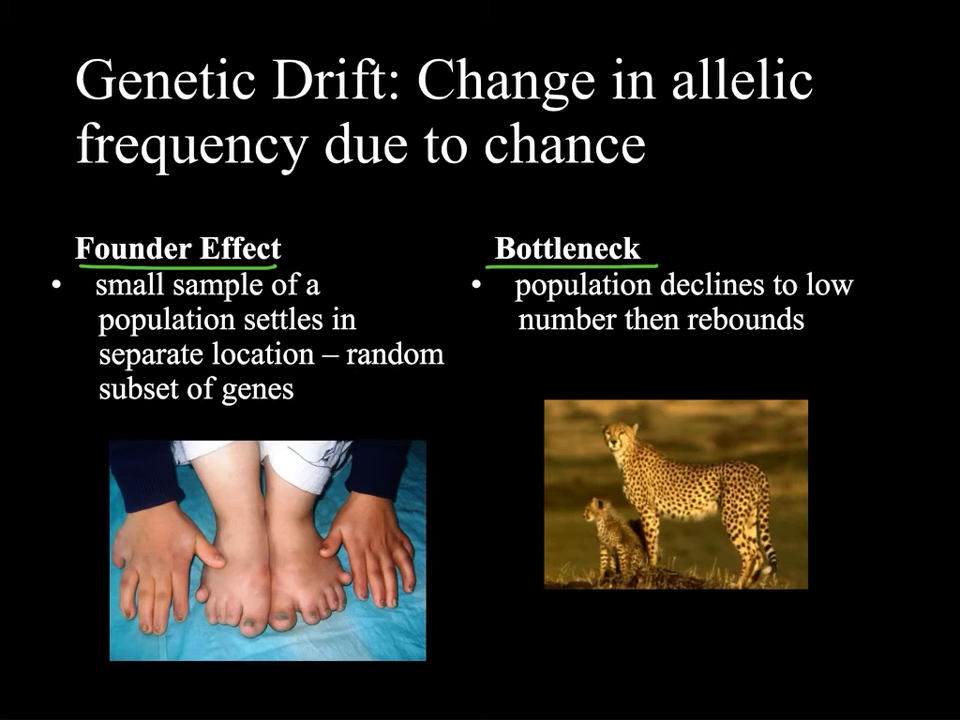 Genetic Drift: Change in allelic
frequency due to chance
Founder Effect
• small sample of a
population settles in
separate location – random
subset of genes
Bottleneck
• population declines to low
number then rebounds